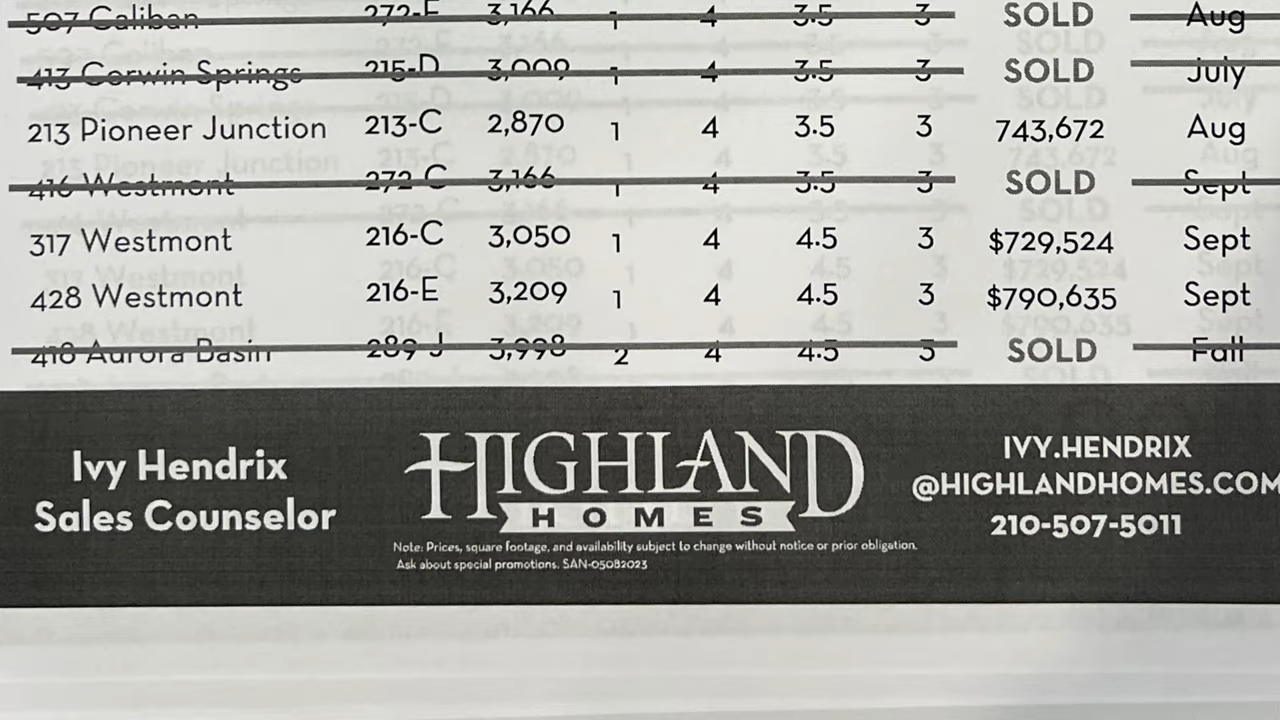 507 Caliban 272-E 3,166 1 4 3.5 3 SOLD Aug
413 Corwin Springs 215-D 3,009 1 4 3.5 3 SOLD July
213 Pioneer Junction 213-C 2,870 1 4 3.5 3 743,672 Aug
416 Westmont 272-C 3,166 1 4 3.5 3 SOLD Sept
317 Westmont 216-C 3,050 1 4 4.5 3 $729,524 Sept
428 Westmont 216-E 3,209 1 4 4.5 3 $790,635 Sept
418 Aurora Basin 289-J 3,998 2 4 4.5 3 SOLD Fall
Ivy Hendrix
Sales Counselor
HIGHLAND
HOMES
Note: Prices, square footage, and availability subject to change without notice or prior obligation.
Ask about special promotions. SAN-05082023
IVY.HENDRIX
@HIGHLANDHOMES.COM
210-507-5011